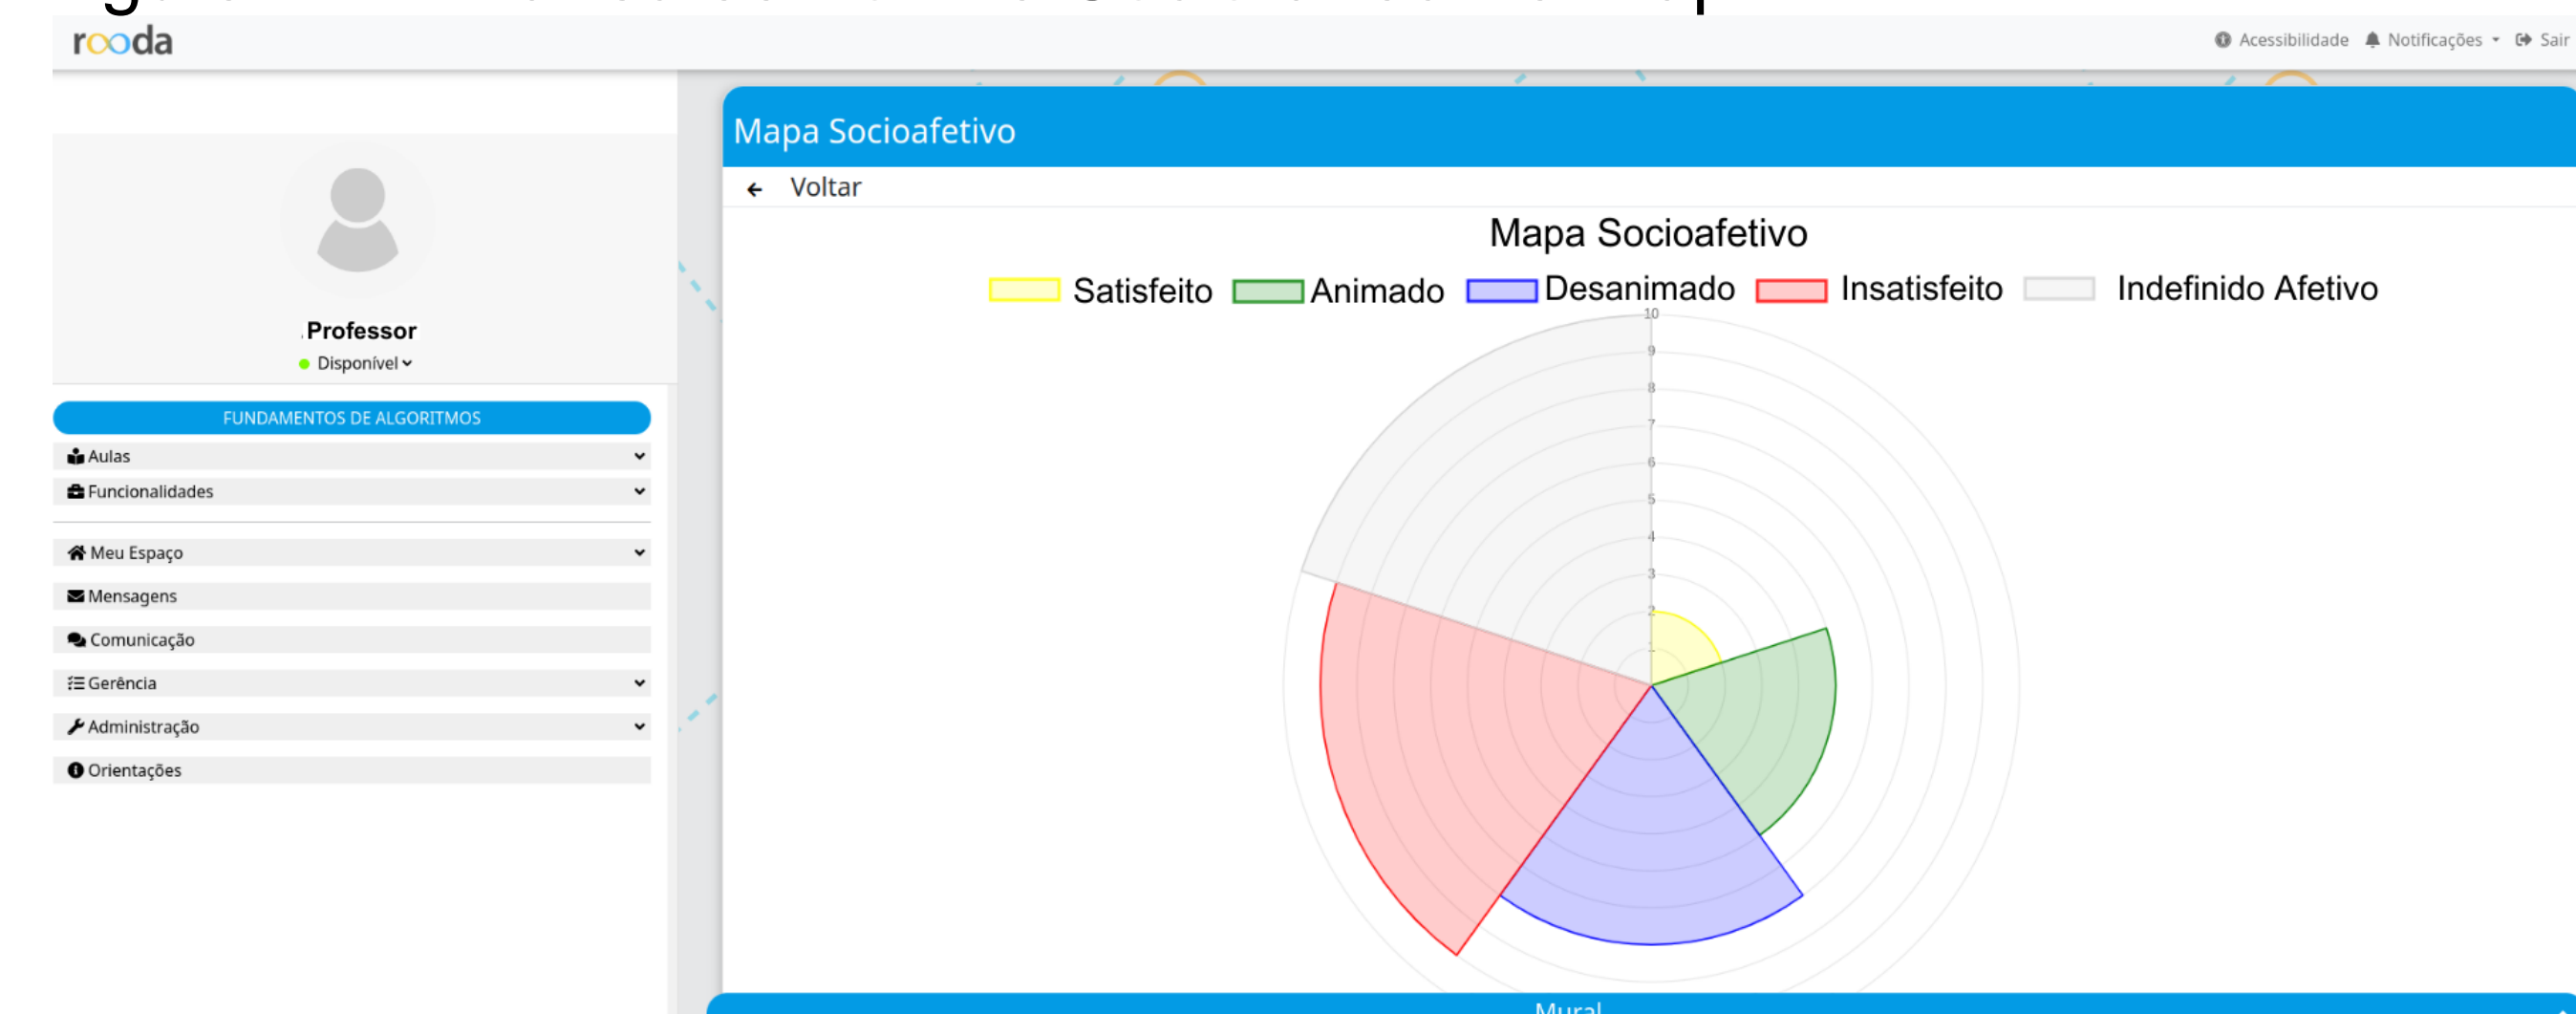 rooda
Acessibilidade Notificações Sair
Mapa Socioafetivo
Voltar
Professor
Disponível
FUNDAMENTOS DE ALGORITMOS
Aulas
Funcionalidades
Meu Espaço
Mensagens
Comunicação
Gerência
Administração
Orientações
Mapa Socioafetivo
Satisfeito Animado Desanimado Insatisfeito Indefinido Afetivo
10
9
8
7
6
5
4
3
2
1
Mural